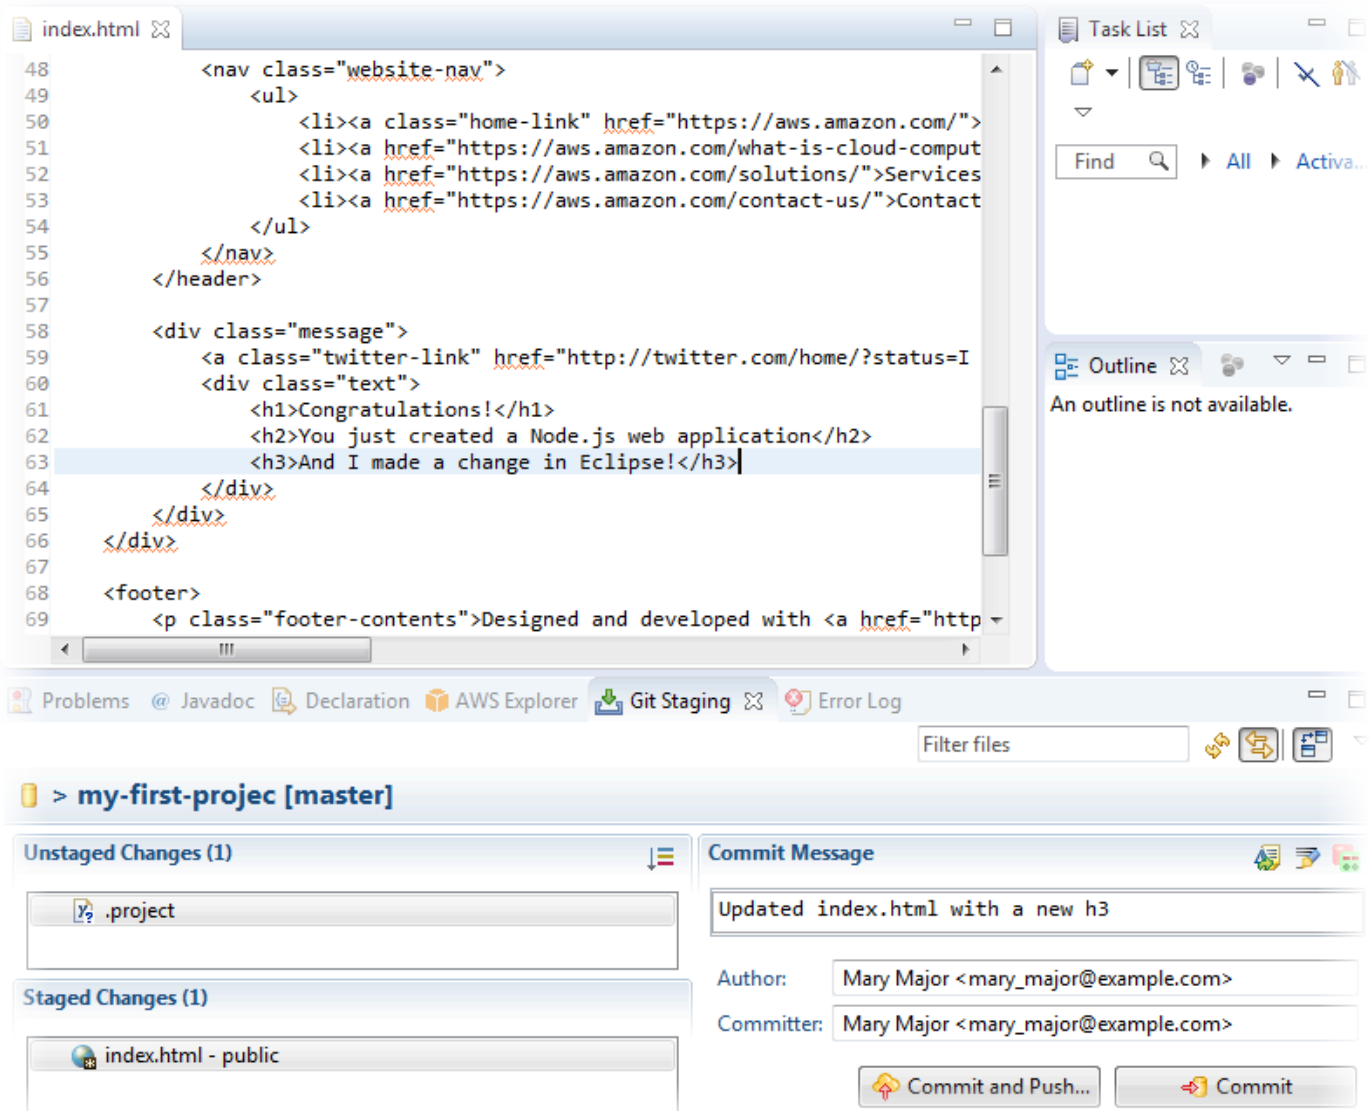 index.html
48 <nav class="website-nav">
49 <ul>
50 <li><a class="home-link" href="https://aws.amazon.com/">
51 <li><a href="https://aws.amazon.com/what-is-cloud-comput
52 <li><a href="https://aws.amazon.com/solutions/">Services
53 <li><a href="https://aws.amazon.com/contact-us/">Contact
54 </ul>
55 </nav>
56 </header>
57
58 <div class="message">
59 <a class="twitter-link" href="http://twitter.com/home/?status=I
60 <div class="text">
61 <h1>Congratulations!</h1>
62 <h2>You just created a Node.js web application</h2>
63 <h3>And I made a change in Eclipse!</h3>
64 </div>
65 </div>
66 </div>
67
68 <footer>
69 <p class="footer-contents">Designed and developed with <a href="http
Task List
Find All Activa...
Outline
An outline is not available.
Problems @ Javadoc Declaration AWS Explorer Git Staging Error Log
Filter files
> my-first-projec [master]
Unstaged Changes (1)
.project
Staged Changes (1)
index.html - public
Commit Message
Updated index.html with a new h3
Author: Mary Major <mary_major@example.com>
Committer: Mary Major <mary_major@example.com>
Commit and Push... Commit